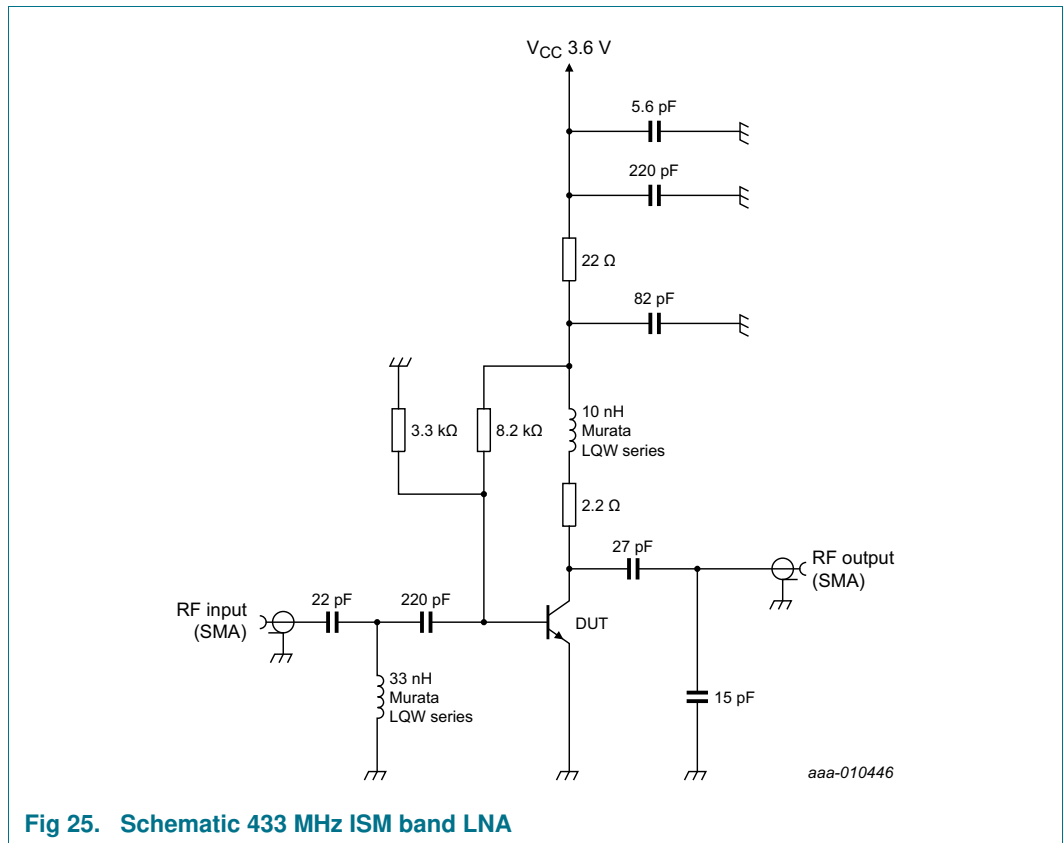 VCC 3.6 V
5.6 pF
220 pF
22 Ω
82 pF
3.3 kΩ
8.2 kΩ
10 nH
Murata
LQW series
2.2 Ω
27 pF
RF output
(SMA)
RF input
(SMA)
22 pF
220 pF
DUT
33 nH
Murata
LQW series
15 pF
aaa-010446
Fig 25. Schematic 433 MHz ISM band LNA